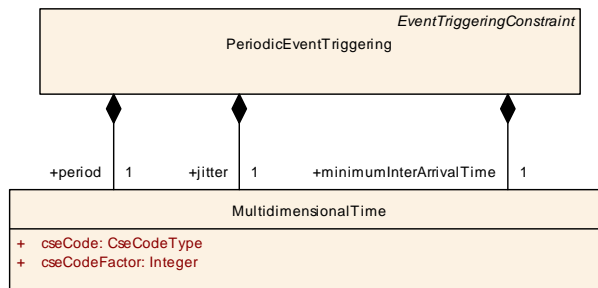 EventTriggeringConstraint
PeriodicEventTriggering
+period 1 +jitter 1 +minimumInterArrivalTime 1
MultidimensionalTime
+ cseCode: CseCodeType
+ cseCodeFactor: Integer